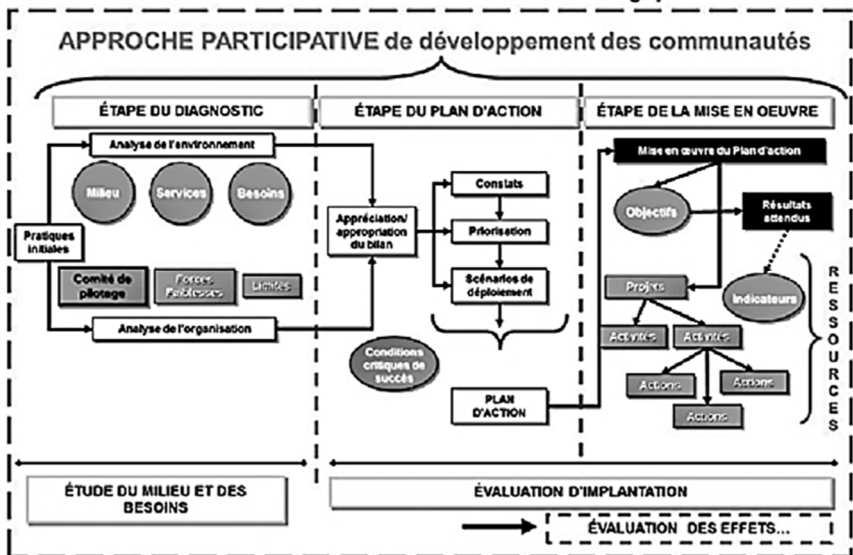 APPROCHE PARTICIPATIVE de développement des communautés
ÉTAPE DU DIAGNOSTIC
ÉTAPE DU PLAN D'ACTION
ÉTAPE DE LA MISE EN OEUVRE
Analyse de l'environnement
Milieu
Services
Besoins
Pratiques
initiales
Comité de
pilotage
Forces
Faiblesses
Limites
Analyse de l'organisation
Appréciation/
appropriation
du bilan
Constats
Priorisation
Scénarios de
déploiement
Conditions
critiques de
succès
PLAN
D'ACTION
Mise en œuvre du Plan d'action
Objectifs
Résultats
attendus
Projets
Indicateurs
Activités
Activités
Actions
Actions
Actions
RESSOURCES
ÉTUDE DU MILIEU ET DES
BESOINS
ÉVALUATION D'IMPLANTATION
ÉVALUATION DES EFFETS...